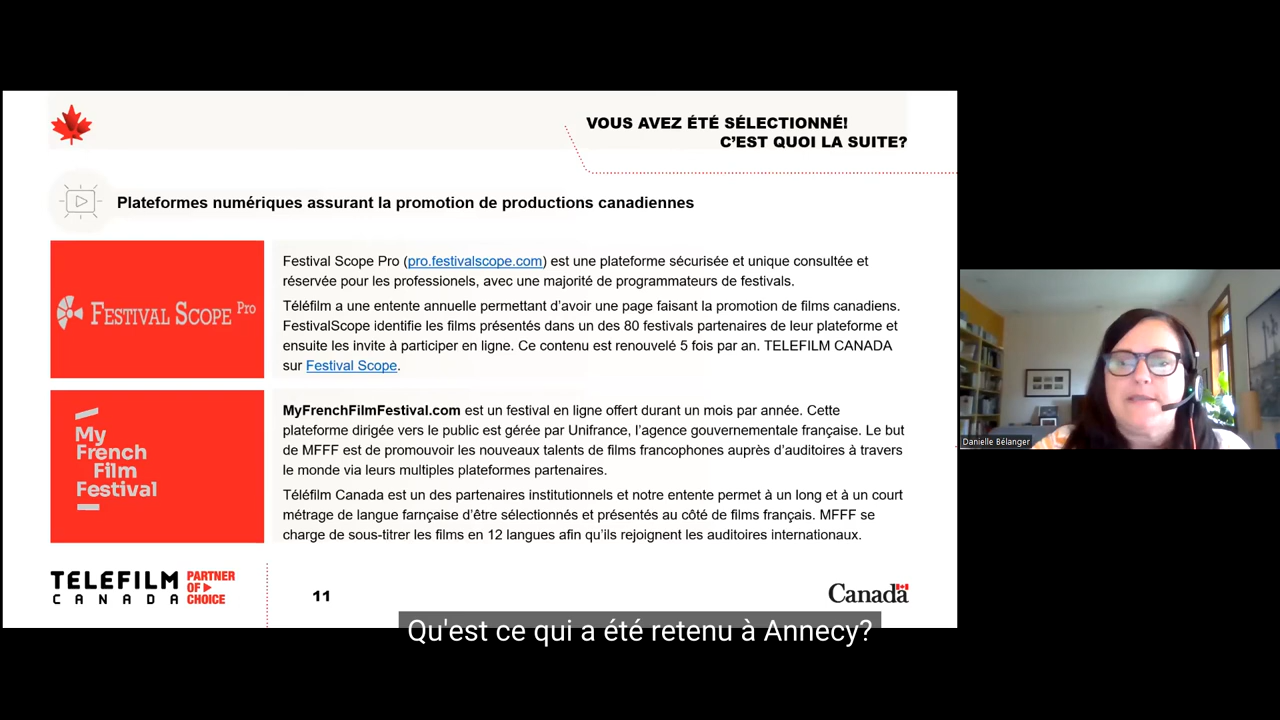 VOUS AVEZ ÉTÉ SÉLECTIONNÉ!
C’EST QUOI LA SUITE?
Plateformes numériques assurant la promotion de productions canadiennes
FESTIVAL SCOPE Pro
Festival Scope Pro (pro.festivalscope.com) est une plateforme sécurisée et unique consultée et
réservée pour les professionels, avec une majorité de programmateurs de festivals.
Téléfilm a une entente annuelle permettant d’avoir une page faisant la promotion de films canadiens.
FestivalScope identifie les films présentés dans un des 80 festivals partenaires de leur plateforme et
ensuite les invite à participer en ligne. Ce contenu est renouvelé 5 fois par an. TELEFILM CANADA
sur Festival Scope.
My
French
Film
Festival
MyFrenchFilmFestival.com est un festival en ligne offert durant un mois par année. Cette
plateforme dirigée vers le public est gérée par Unifrance, l’agence gouvernementale française. Le but
de MFFF est de promouvoir les nouveaux talents de films francophones auprès d’auditoires à travers
le monde via leurs multiples plateformes partenaires.
Téléfilm Canada est un des partenaires institutionnels et notre entente permet à un long et à un court
métrage de langue farnçaise d’être sélectionnés et présentés au côté de films français. MFFF se
charge de sous-titrer les films en 12 langues afin qu’ils rejoignent les auditoires internationaux.
TELEFILM
CANADA
PARTNER
OF
CHOICE
11
Canada
Danielle Bélanger
Qu'est ce qui a été retenu à Annecy?